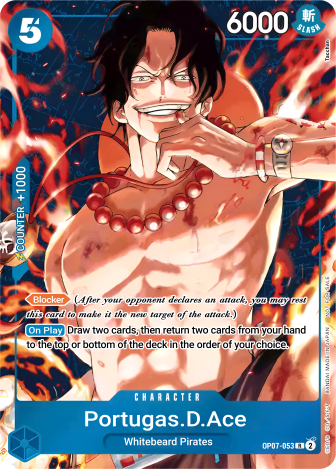 5
6000
斬
SLASH
Tacchan
COUNTER +1000
Blocker (After your opponent declares an attack, you may rest
this card to make it the new target of the attack.)
On Play Draw two cards, then return two cards from your hand
to the top or bottom of the deck in the order of your choice.
CHARACTER
Portugas.D.Ace
Whitebeard Pirates
OP07-053 R 2